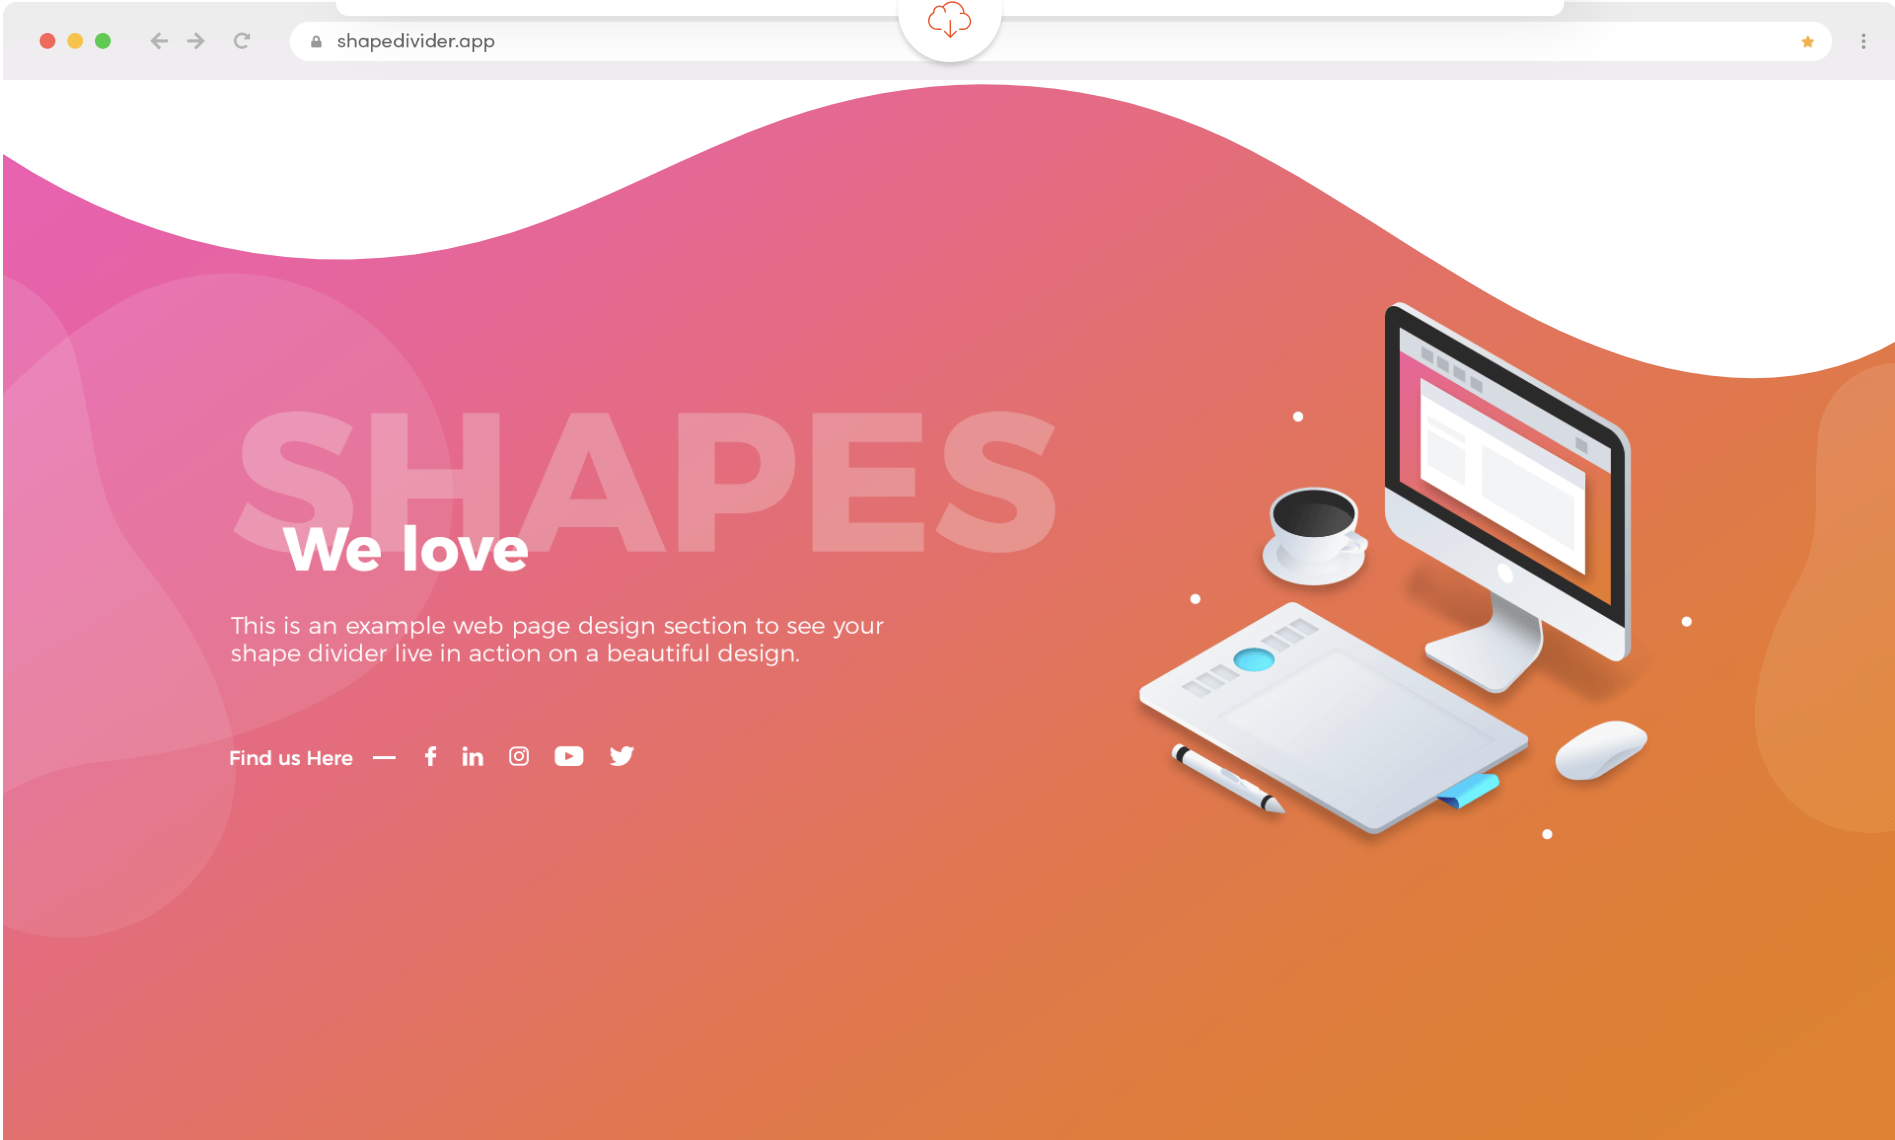 shapedivider.app
SHAPES
We love
This is an example web page design section to see your
shape divider live in action on a beautiful design.
Find us Here